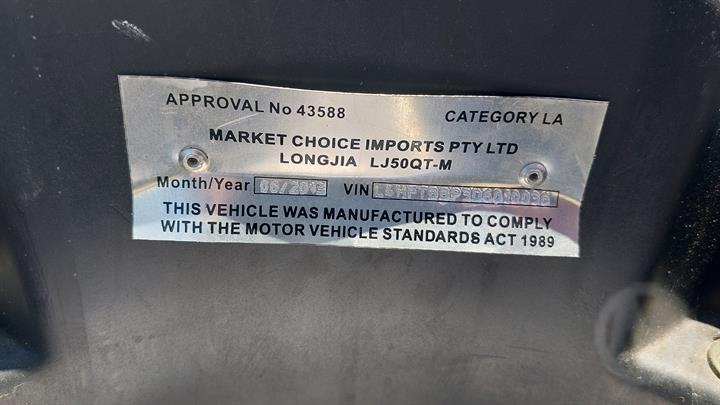 APPROVAL No 43588 CATEGORY LA
MARKET CHOICE IMPORTS PTY LTD
LONGJIA LJ50QT-M
Month/Year VIN
THIS VEHICLE WAS MANUFACTURED TO COMPLY
WITH THE MOTOR VEHICLE STANDARDS ACT 1989